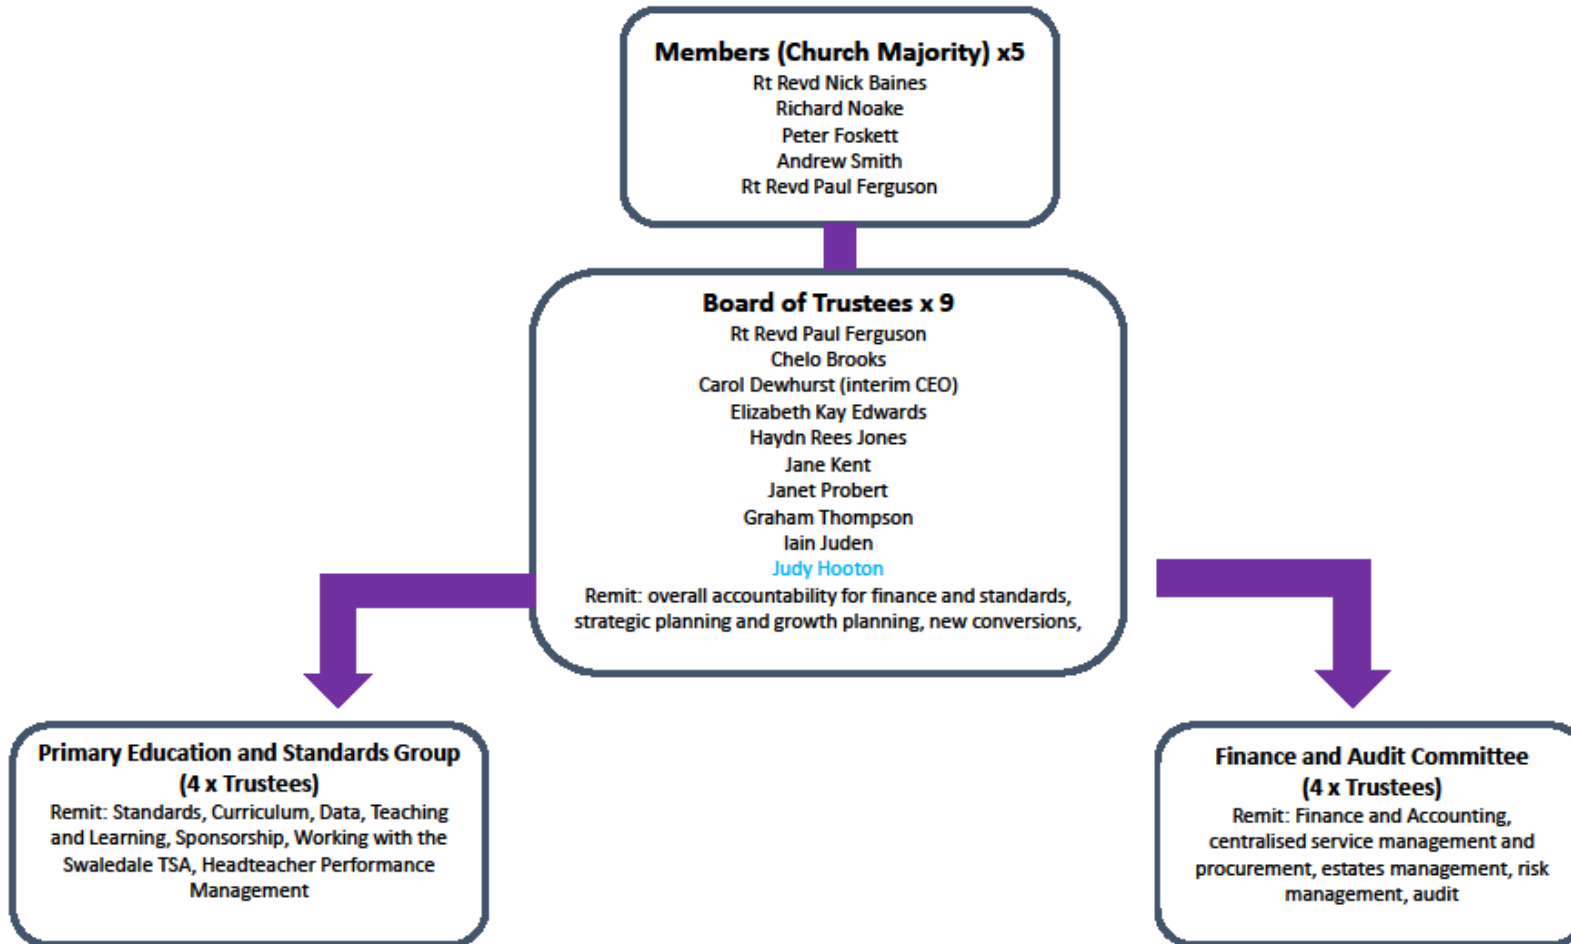 Members (Church Majority) x5
Rt Revd Nick Baines
Richard Noake
Peter Foskett
Andrew Smith
Rt Revd Paul Ferguson
Board of Trustees x 9
Rt Revd Paul Ferguson
Chelo Brooks
Carol Dewhurst (interim CEO)
Elizabeth Kay Edwards
Haydn Rees Jones
Jane Kent
Janet Probert
Graham Thompson
Iain Juden
Judy Hooton
Remit: overall accountability for finance and standards,
strategic planning and growth planning, new conversions,
Primary Education and Standards Group
(4 x Trustees)
Remit: Standards, Curriculum, Data, Teaching
and Learning, Sponsorship, Working with the
Swaledale TSA, Headteacher Performance
Management
Finance and Audit Committee
(4 x Trustees)
Remit: Finance and Accounting,
centralised service management and
procurement, estates management, risk
management, audit